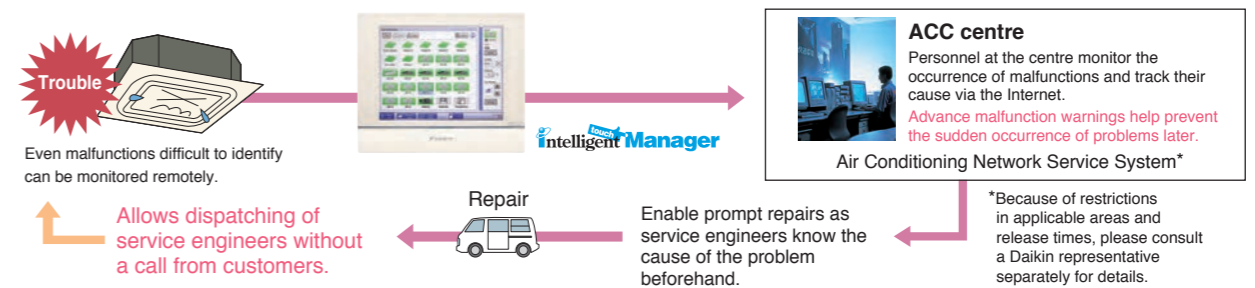 Trouble
Even malfunctions difficult to identify
can be monitored remotely.
intelligent touch Manager
ACC centre
Personnel at the centre monitor the
occurrence of malfunctions and track their
cause via the Internet.
Advance malfunction warnings help prevent
the sudden occurrence of problems later.
Air Conditioning Network Service System*
*Because of restrictions
in applicable areas and
release times, please consult
a Daikin representative
separately for details.
Enable prompt repairs as
service engineers know the
cause of the problem
beforehand.
Repair
Allows dispatching of
service engineers without
a call from customers.